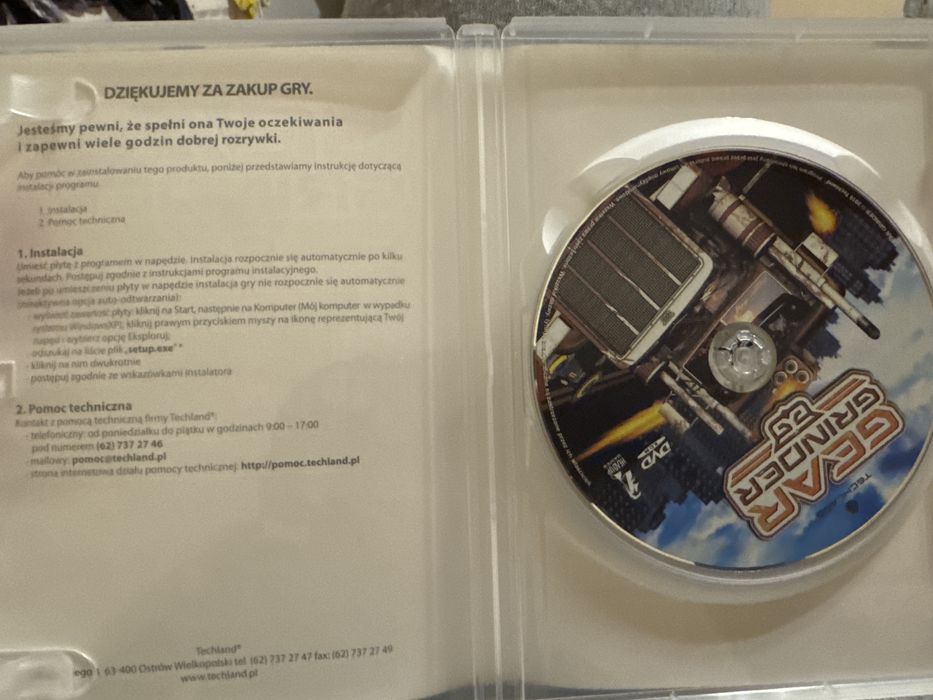 DZIĘKUJEMY ZA ZAKUP GRY.
Jesteśmy pewni, że spełni ona Twoje oczekiwania
i zapewni wiele godzin dobrej rozrywki.
Aby pomóc w zainstalowaniu tego produktu, poniżej przedstawiamy instrukcję dotyczącą
instalacji programu.
1. Instalacja
2. Pomoc techniczna
1. Instalacja
Umieść płytę z programem w napędzie. Instalacja rozpocznie się automatycznie po kilku
sekundach. Postępuj zgodnie z instrukcjami programu instalacyjnego.
Jeżeli po umieszczeniu płyty w napędzie instalacja gry nie rozpocznie się automatycznie
(nieaktywna opcja auto-odtwarzania):
- wyświetl zawartość płyty: kliknij na Start, następnie na Komputer (Mój komputer w wypadku
systemu WindowsXP), kliknij prawym przyciskiem myszy na ikonę reprezentującą Twój
napęd i wybierz opcję Eksploruj;
- odszukaj na liście plik „setup.exe"
- kliknij na nim dwukrotnie
- postępuj zgodnie ze wskazówkami instalatora
2. Pomoc techniczna
Kontakt z pomocą techniczną firmy Techland®:
- telefoniczny: od poniedziałku do piątku w godzinach 9:00 – 17:00
pod numerem (62) 737 27 46
- mailowy: pomoc@techland.pl
strona internetowa działu pomocy technicznej: http://pomoc.techland.pl
Techland®
ego 1 63-400 Ostrów Wielkopolski tel. (62) 737 27 47 fax: (62) 737 27 49
www.techland.pl
GEAR
GRINDER
TECHLAND
DVD